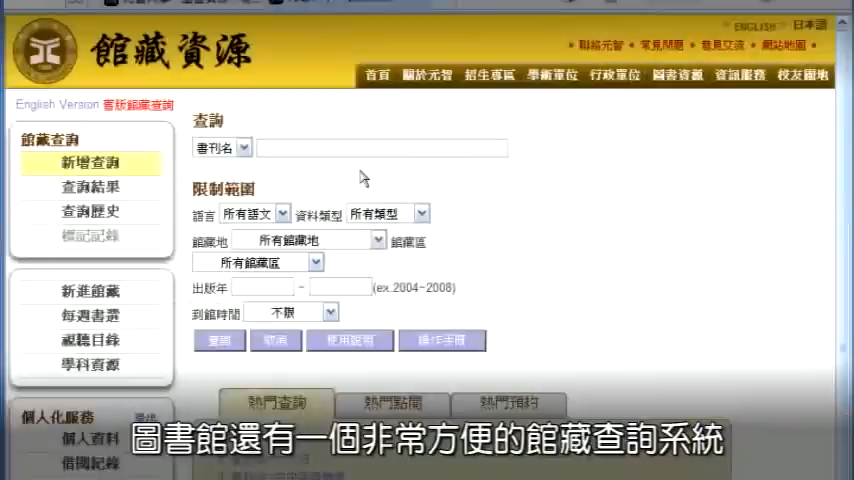 ENGLISH 日本語
館藏資源
聯絡元智 常見問題 意見交流 網站地圖
首頁 關於元智 招生專區 學術單位 行政單位 圖書資源 資訊服務 校友園地
English Version 舊版館藏查詢
館藏查詢
新增查詢
查詢結果
查詢歷史
標記記錄
新進館藏
每週書選
視聽目錄
學科資源
個人化服務
個人資料
借閱紀錄
查詢
書刊名
限制範圍
語言 所有語文 資料類型 所有類型
館藏地 所有館藏地 館藏區
所有館藏區
出版年 - (ex.2004~2008)
到館時間 不限
查詢 取消 使用說明 操作手冊
熱門查詢 熱門點閱 熱門預約
圖書館還有一個非常方便的館藏查詢系統